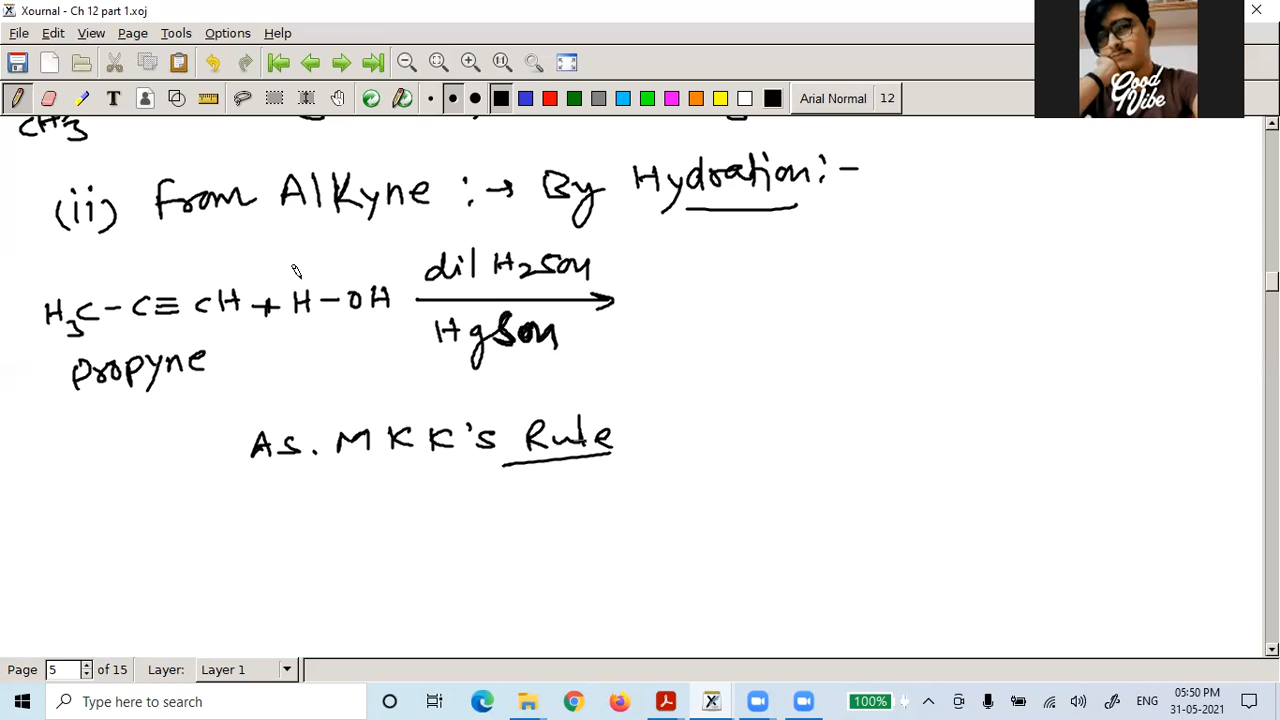 Xournal - Ch 12 part 1.xoj
File Edit View Page Tools Options Help
Arial Normal 12
Good
Vibe
CH3
(ii) From Alkyne :→ By Hydration:-
H3C-C≡CH + H-OH
dil H2SO4
HgSO4
Propyne
As. MKK's Rule
Page 5 of 15 Layer: Layer 1
Type here to search
100%
ENG
05:50 PM
31-05-2021